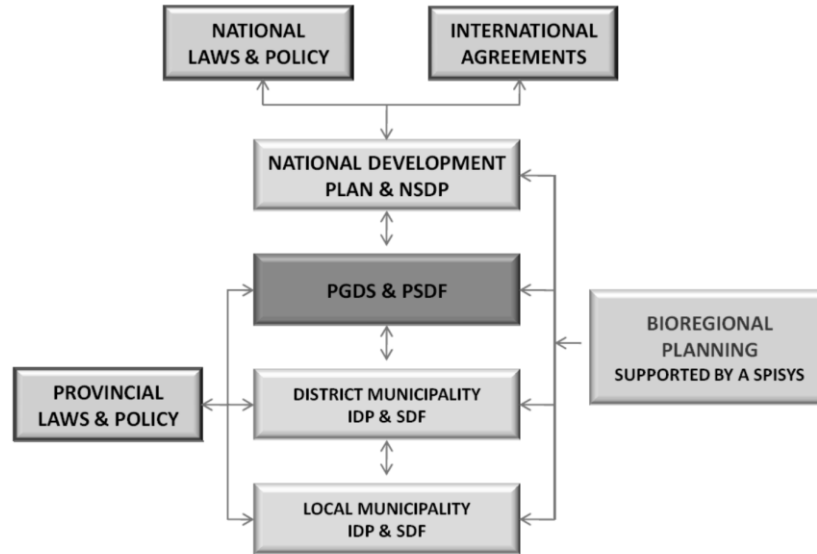 NATIONAL
LAWS & POLICY
INTERNATIONAL
AGREEMENTS
NATIONAL DEVELOPMENT
PLAN & NSDP
PGDS & PSDF
BIOREGIONAL
PLANNING
SUPPORTED BY A SPISYS
PROVINCIAL
LAWS & POLICY
DISTRICT MUNICIPALITY
IDP & SDF
LOCAL MUNICIPALITY
IDP & SDF